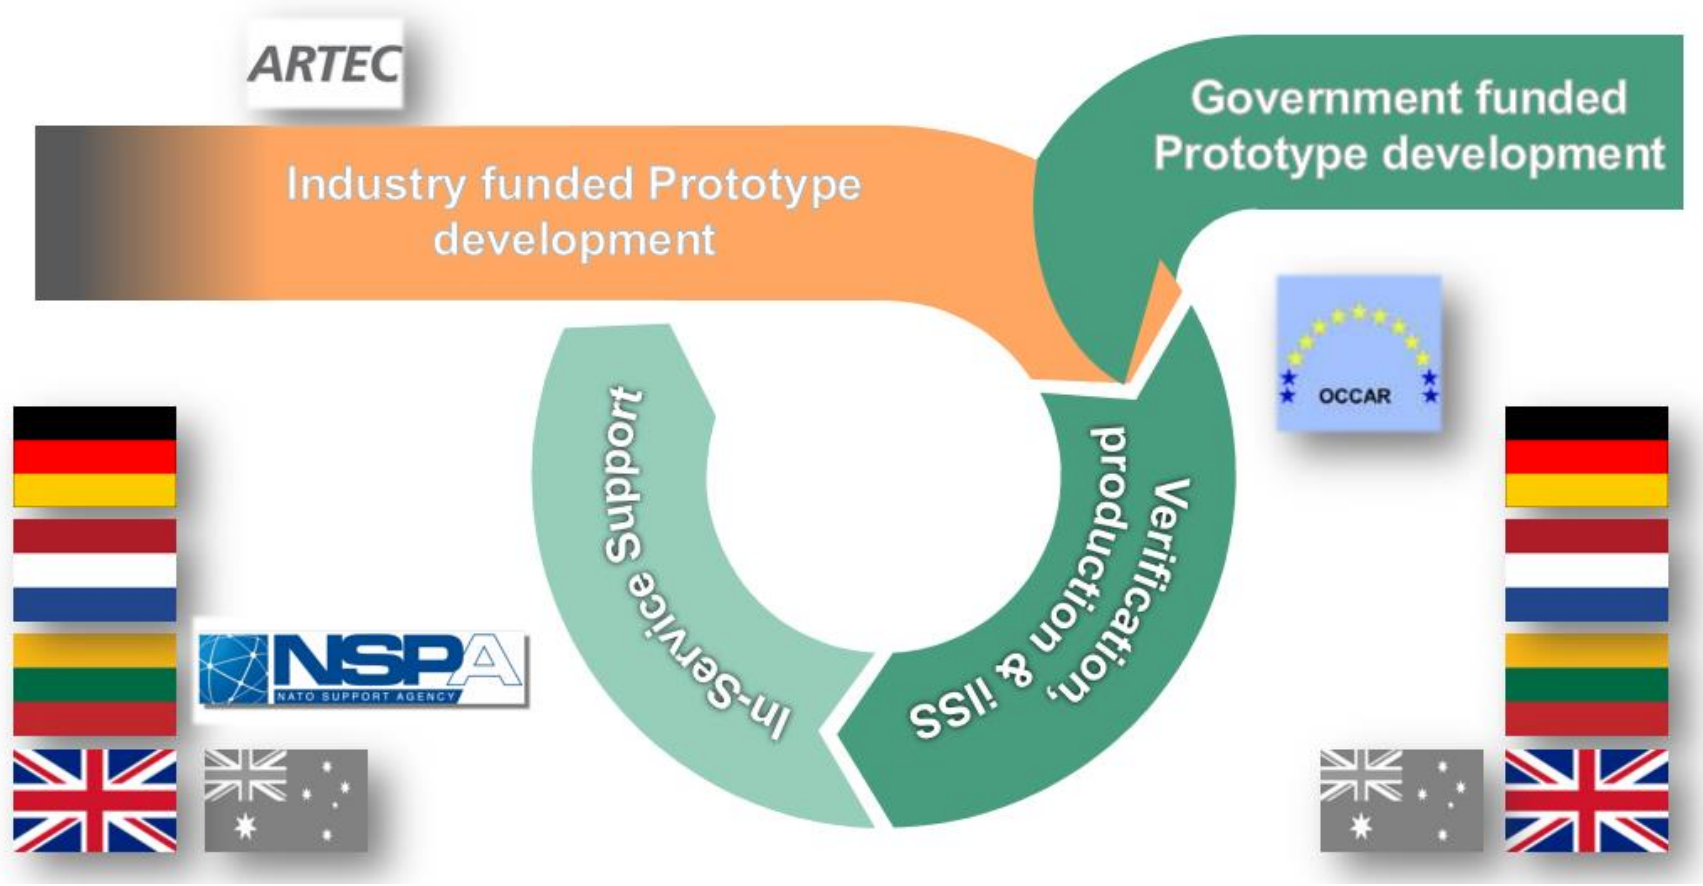 ARTEC
Government funded
Prototype development
Industry funded Prototype
development
OCCAR
In-Service Support
Verification,
production & iISS
NSPA
NATO SUPPORT AGENCY